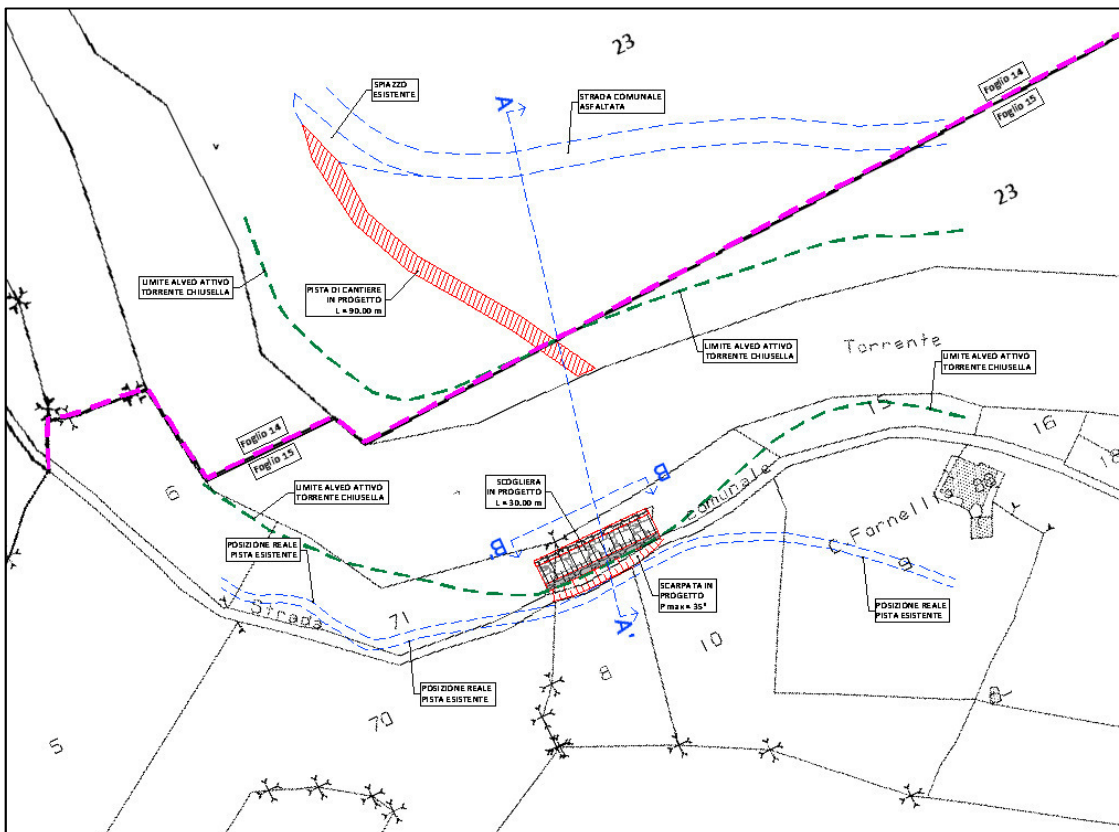 23
SPIAZZO
ESISTENTE
A
STRADA COMUNALE
ASFALTATA
Foglio 14
Foglio 15
23
LIMITE ALVEO ATTIVO
TORRENTE CHIUSELLA
PISTA DI CANTIERE
IN PROGETTO
L = 90.00 m
LIMITE ALVEO ATTIVO
TORRENTE CHIUSELLA
Torrente
LIMITE ALVEO ATTIVO
TORRENTE CHIUSELLA
15
16
18
Foglio 14
Foglio 15
6
LIMITE ALVEO ATTIVO
TORRENTE CHIUSELLA
SCOGLIERA
IN PROGETTO
L = 30.00 m
B
Comunale
C Fornelli
POSIZIONE REALE
PISTA ESISTENTE
B'
9
SCARPATA IN
PROGETTO
P max = 35°
POSIZIONE REALE
PISTA ESISTENTE
Strada
71
A'
10
8
POSIZIONE REALE
PISTA ESISTENTE
70
5